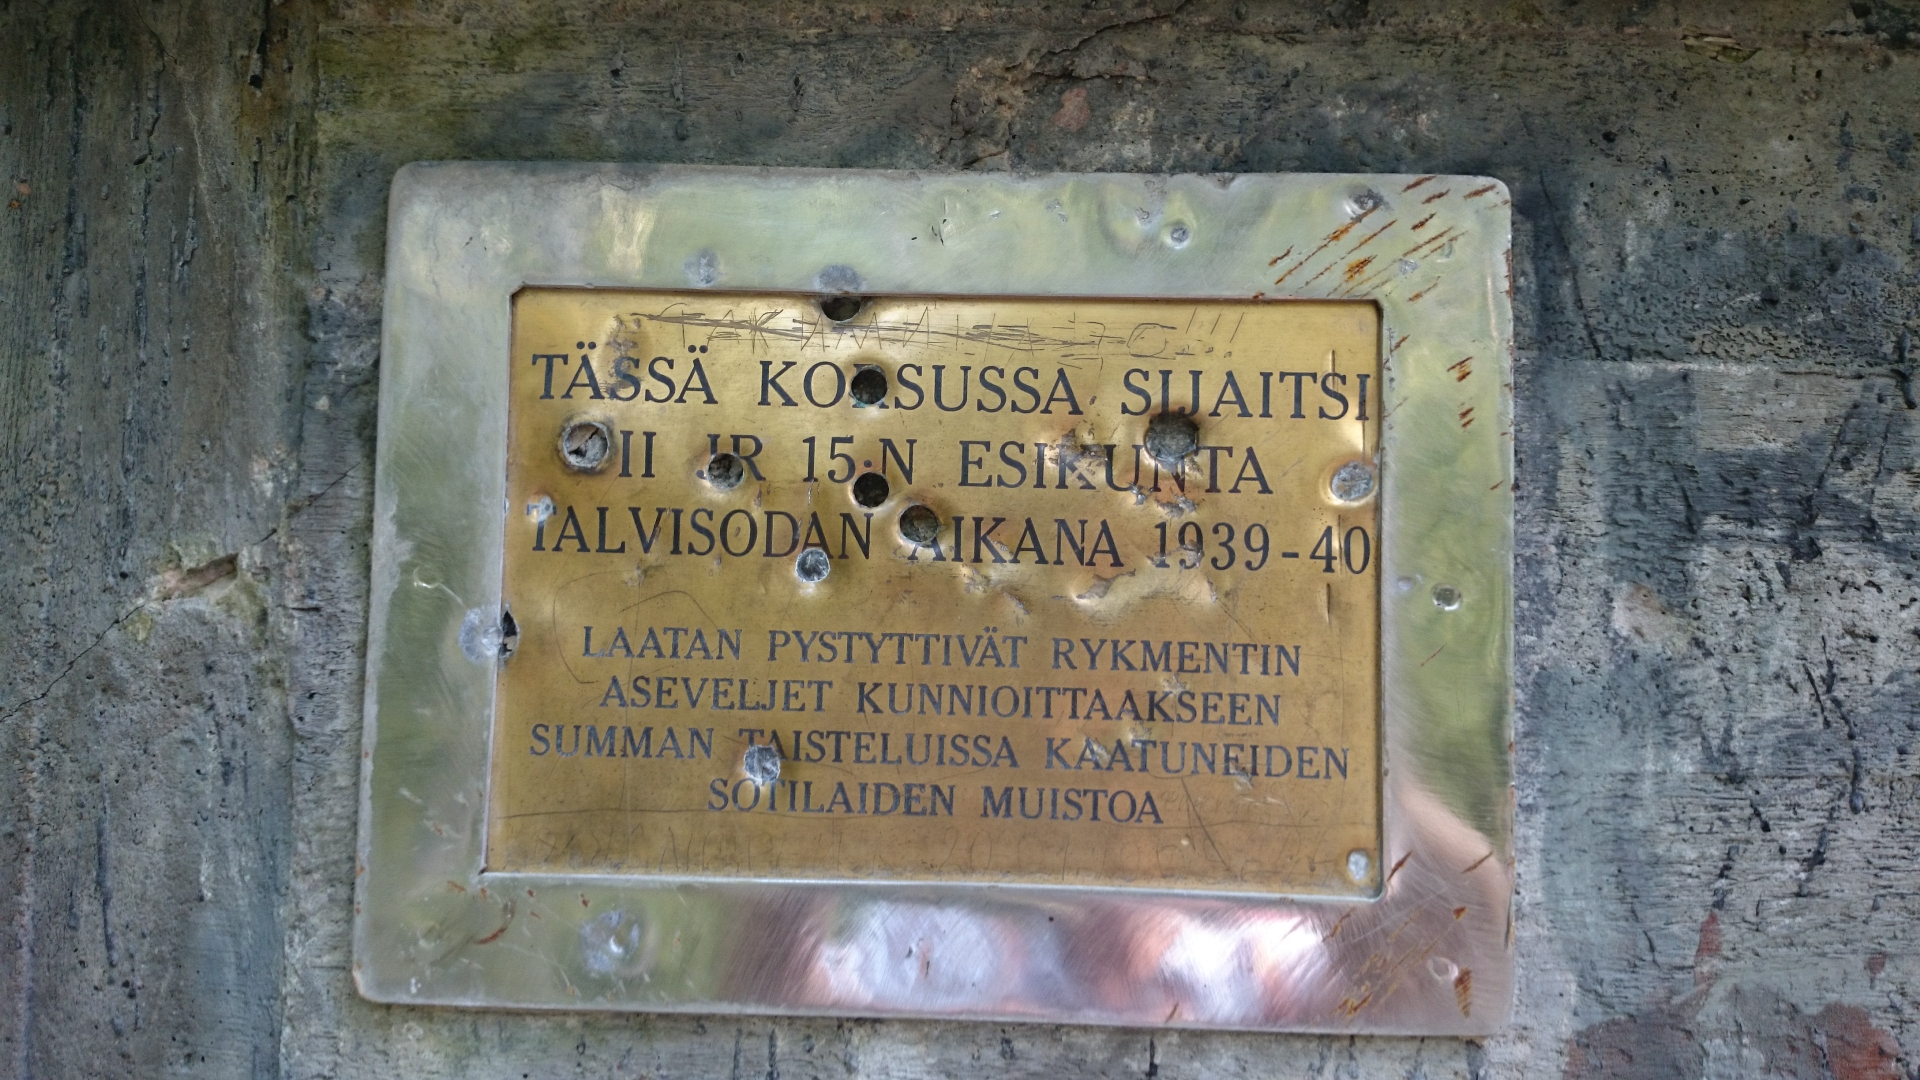 TÄSSÄ KORSUSSA SIJAITSI
II JR 15:N ESIKUNTA
TALVISODAN AIKANA 1939-40
LAATAN PYSTYTTIVÄT RYKMENTIN
ASEVELJET KUNNIOITTAAKSEEN
SUMMAN TAISTELUISSA KAATUNEIDEN
SOTILAIDEN MUISTOA